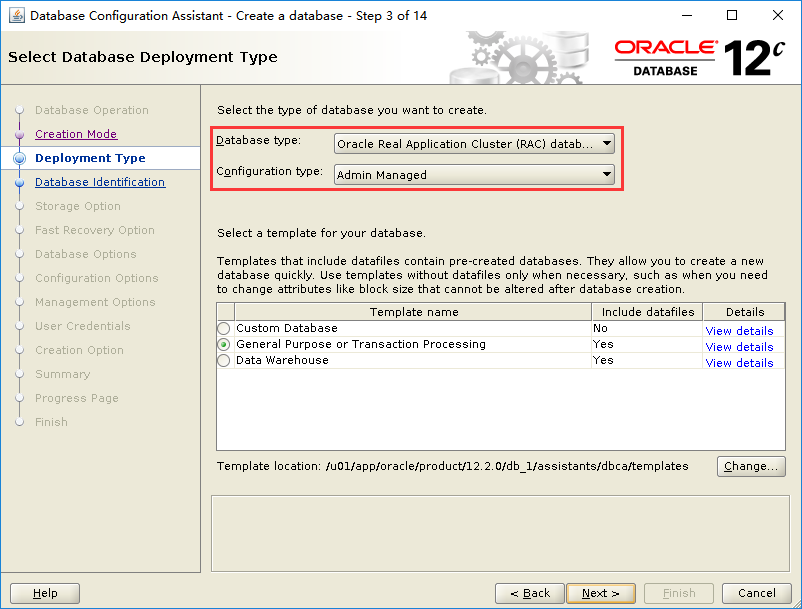 Database Configuration Assistant - Create a database - Step 3 of 14
Select Database Deployment Type
ORACLE®
DATABASE
12c
Database Operation
Creation Mode
Deployment Type
Database Identification
Storage Option
Fast Recovery Option
Database Options
Configuration Options
Management Options
User Credentials
Creation Option
Summary
Progress Page
Finish
Select the type of database you want to create.
Database type: Oracle Real Application Cluster (RAC) datab...
Configuration type: Admin Managed
Select a template for your database.
Templates that include datafiles contain pre-created databases. They allow you to create a new
database quickly. Use templates without datafiles only when necessary, such as when you need
to change attributes like block size that cannot be altered after database creation.
Template name Include datafiles Details
Custom Database No View details
General Purpose or Transaction Processing Yes View details
Data Warehouse Yes View details
Template location: /u01/app/oracle/product/12.2.0/db_1/assistants/dbca/templates Change...
Help < Back Next > Finish Cancel